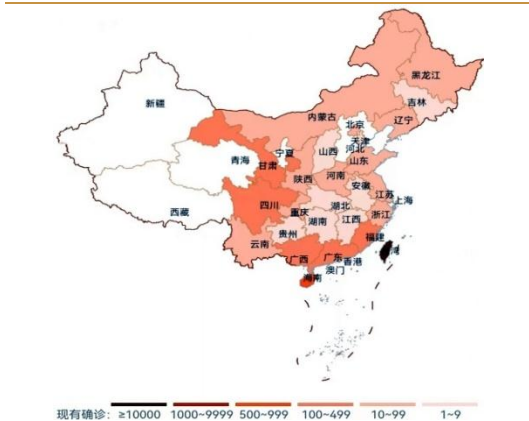 黑龙江
吉林
新疆
内蒙古
辽宁
北京
天津
宁夏
山西
河北
青海
甘肃
山东
陕西
河南
西藏
四川
重庆
湖北
安徽
江苏
上海
浙江
贵州
湖南
江西
云南
福建
湾
广西
广东
香港
澳门
海南
现有确诊: ≥10000 1000~9999 500~999 100~499 10~99 1~9